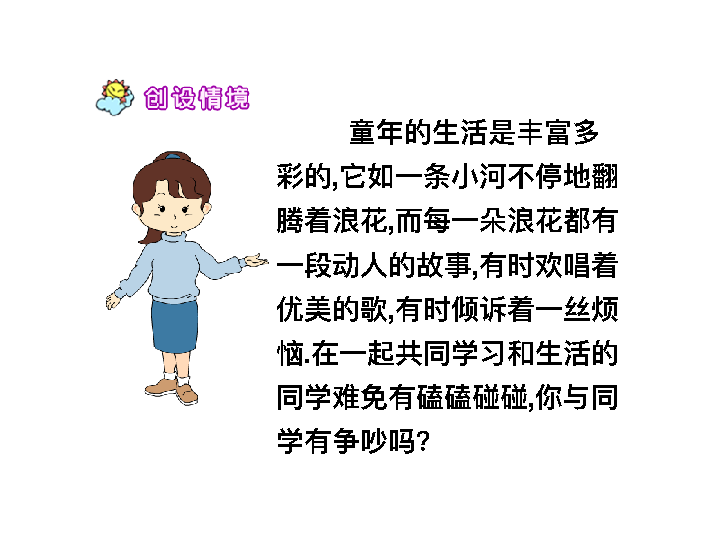 创设情境
童年的生活是丰富多
彩的,它如一条小河不停地翻
腾着浪花,而每一朵浪花都有
一段动人的故事,有时欢唱着
优美的歌,有时倾诉着一丝烦
恼.在一起共同学习和生活的
同学难免有磕磕碰碰,你与同
学有争吵吗?